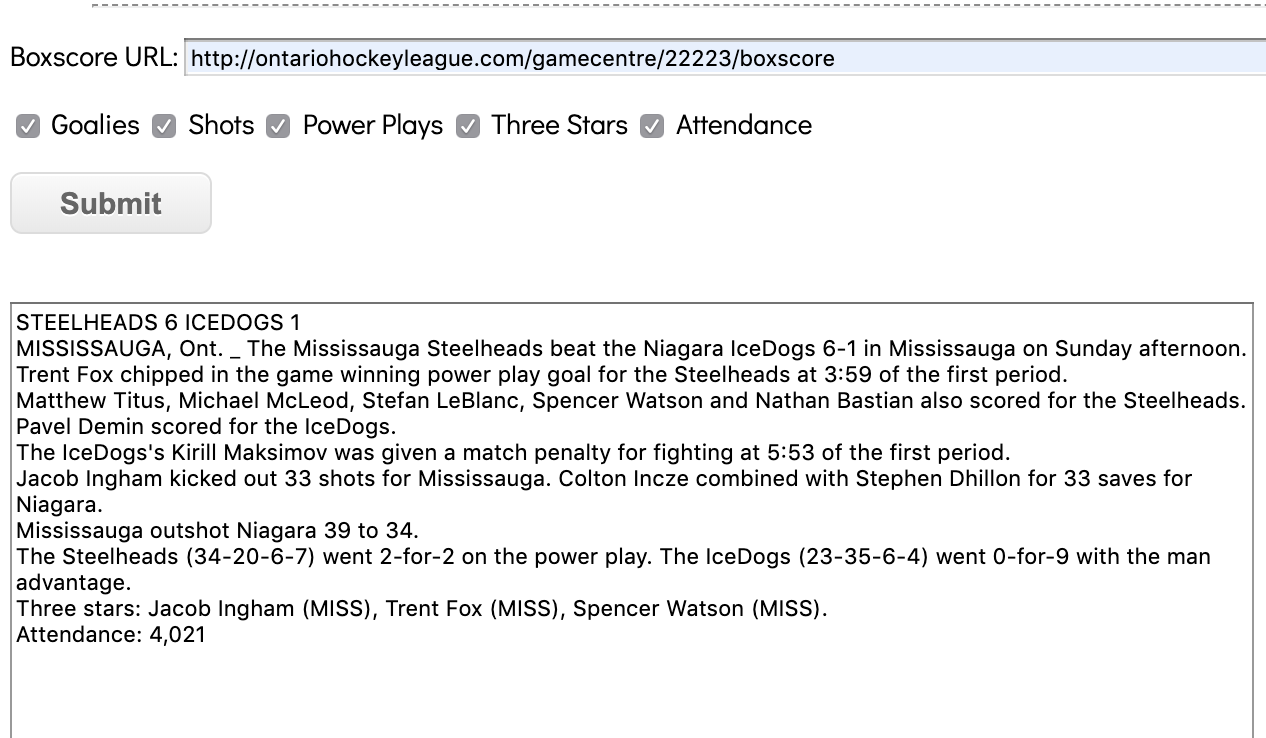 Boxscore URL: http://ontariohockeyleague.com/gamecentre/22223/boxscore
Goalies Shots Power Plays Three Stars Attendance
Submit
STEELHEADS 6 ICEDOGS 1
MISSISSAUGA, Ont. _ The Mississauga Steelheads beat the Niagara IceDogs 6-1 in Mississauga on Sunday afternoon.
Trent Fox chipped in the game winning power play goal for the Steelheads at 3:59 of the first period.
Matthew Titus, Michael McLeod, Stefan LeBlanc, Spencer Watson and Nathan Bastian also scored for the Steelheads.
Pavel Demin scored for the IceDogs.
The IceDogs's Kirill Maksimov was given a match penalty for fighting at 5:53 of the first period.
Jacob Ingham kicked out 33 shots for Mississauga. Colton Incze combined with Stephen Dhillon for 33 saves for
Niagara.
Mississauga outshot Niagara 39 to 34.
The Steelheads (34-20-6-7) went 2-for-2 on the power play. The IceDogs (23-35-6-4) went 0-for-9 with the man
advantage.
Three stars: Jacob Ingham (MISS), Trent Fox (MISS), Spencer Watson (MISS).
Attendance: 4,021